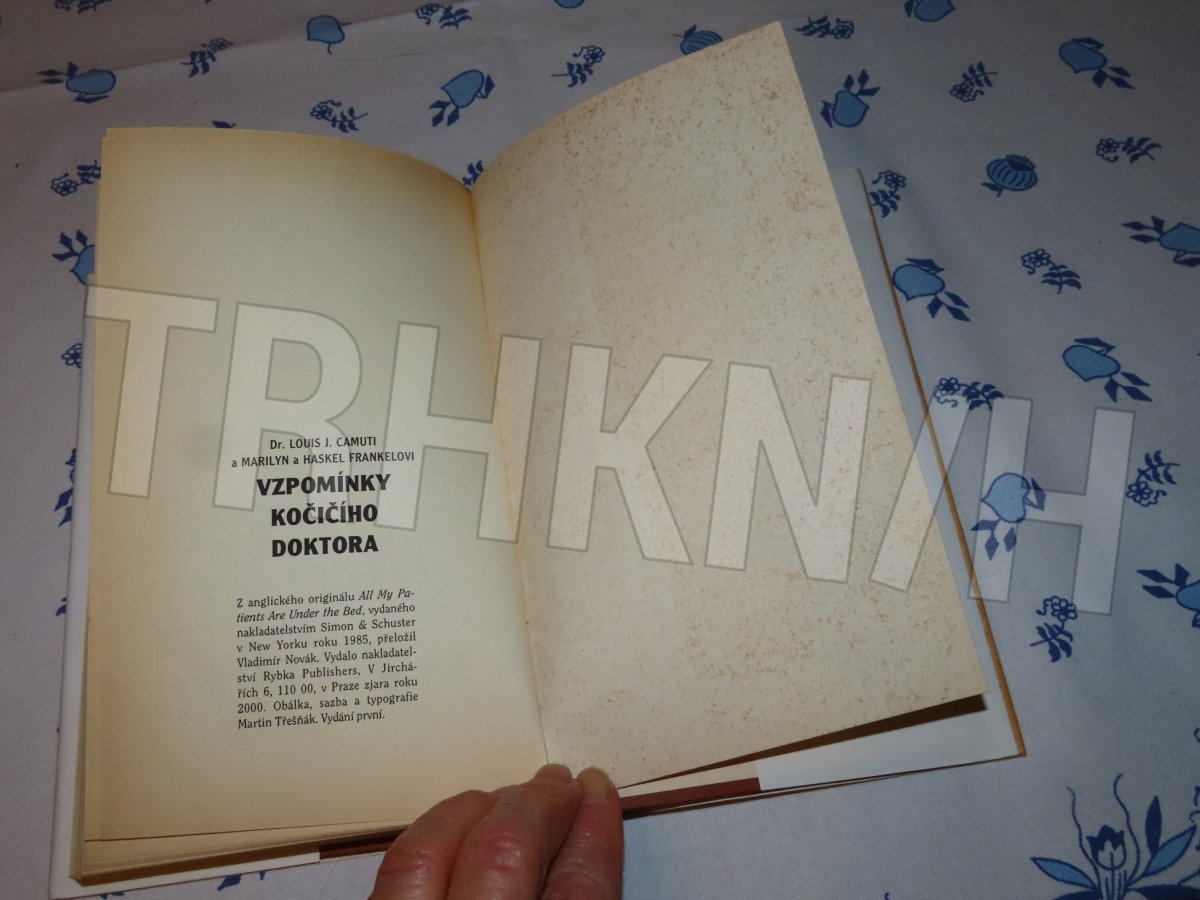 Dr. LOUIS J. CAMUTI
a MARILYN a HASKEL FRANKELOVI
VZPOMÍNKY
KOČIČÍHO
DOKTORA
Z anglického originálu All My Pa-
tients Are Under the Bed, vydaného
nakladatelstvím Simon & Schuster
v New Yorku roku 1985, přeložil
Vladimír Novák. Vydalo nakladatel-
ství Rybka Publishers, V Jirchá-
řích 6, 110 00, v Praze zjara roku
2000. Obálka, sazba a typografie
Martin Třešňák. Vydání první.
TRHKNIH